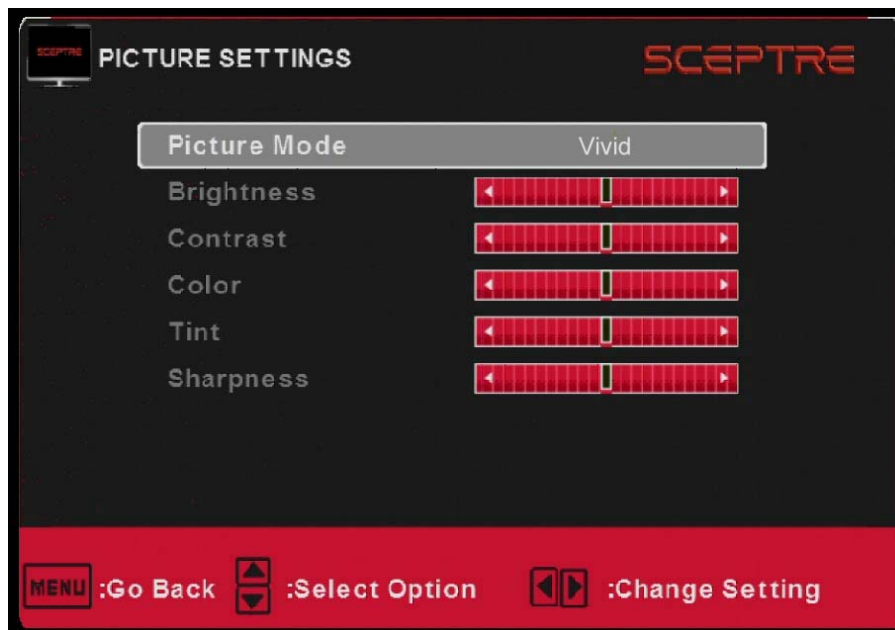 SCEPTRE
PICTURE SETTINGS
SCEPTRE
Picture Mode Vivid
Brightness
Contrast
Color
Tint
Sharpness
MENU :Go Back :Select Option :Change Setting